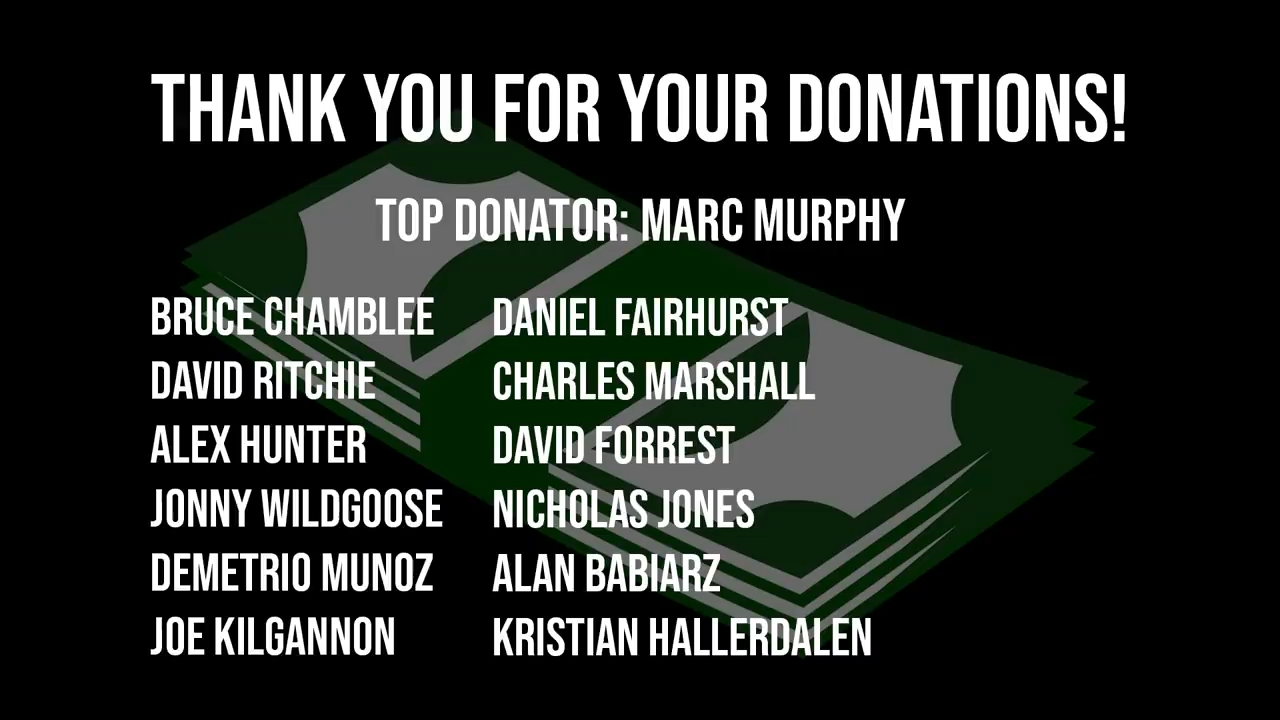 THANK YOU FOR YOUR DONATIONS!
TOP DONATOR: MARC MURPHY
BRUCE CHAMBLEE
DAVID RITCHIE
ALEX HUNTER
JONNY WILDGOOSE
DEMETRIO MUNOZ
JOE KILGANNON
DANIEL FAIRHURST
CHARLES MARSHALL
DAVID FORREST
NICHOLAS JONES
ALAN BABIARZ
KRISTIAN HALLERDALEN